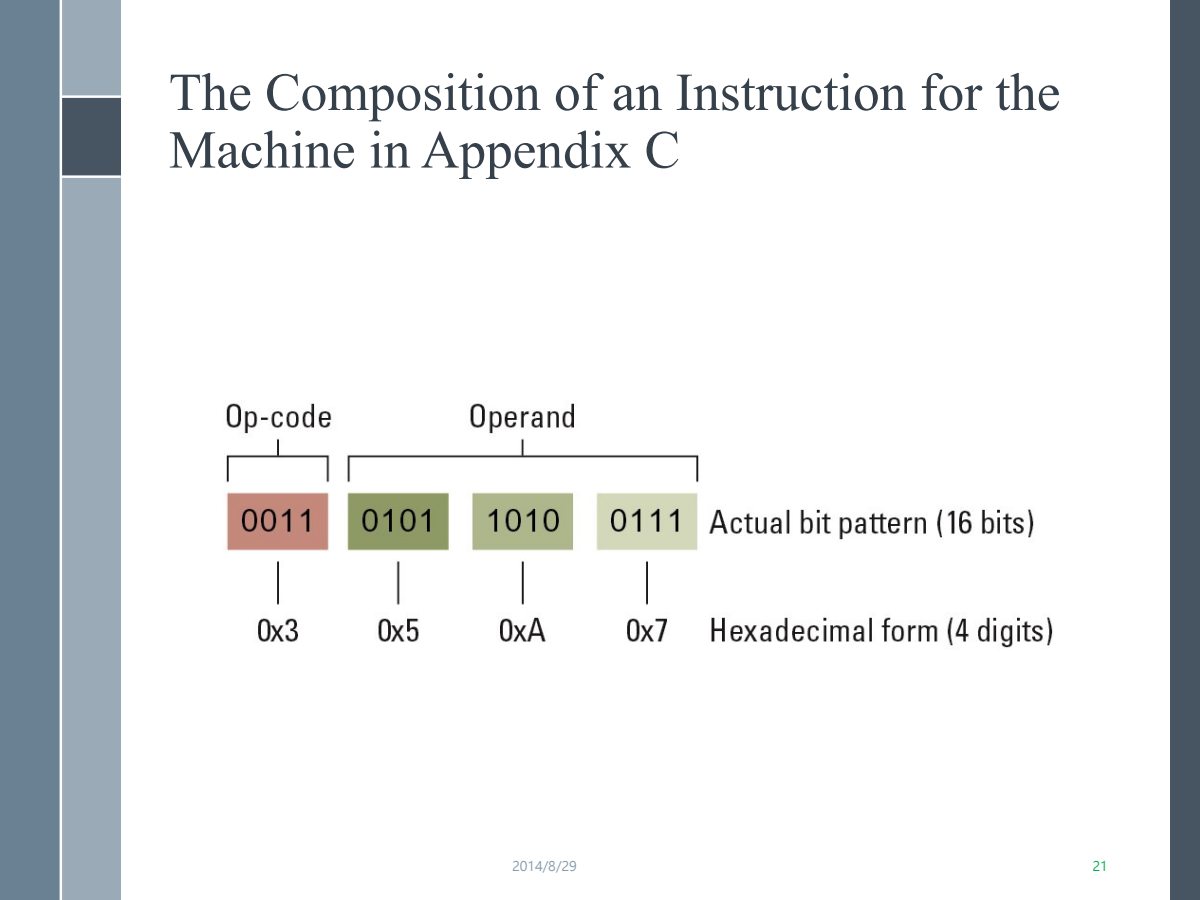 The Composition of an Instruction for the
Machine in Appendix C
Op-code Operand
0011 0101 1010 0111 Actual bit pattern (16 bits)
0x3 0x5 0xA 0x7 Hexadecimal form (4 digits)
2014/8/29 21